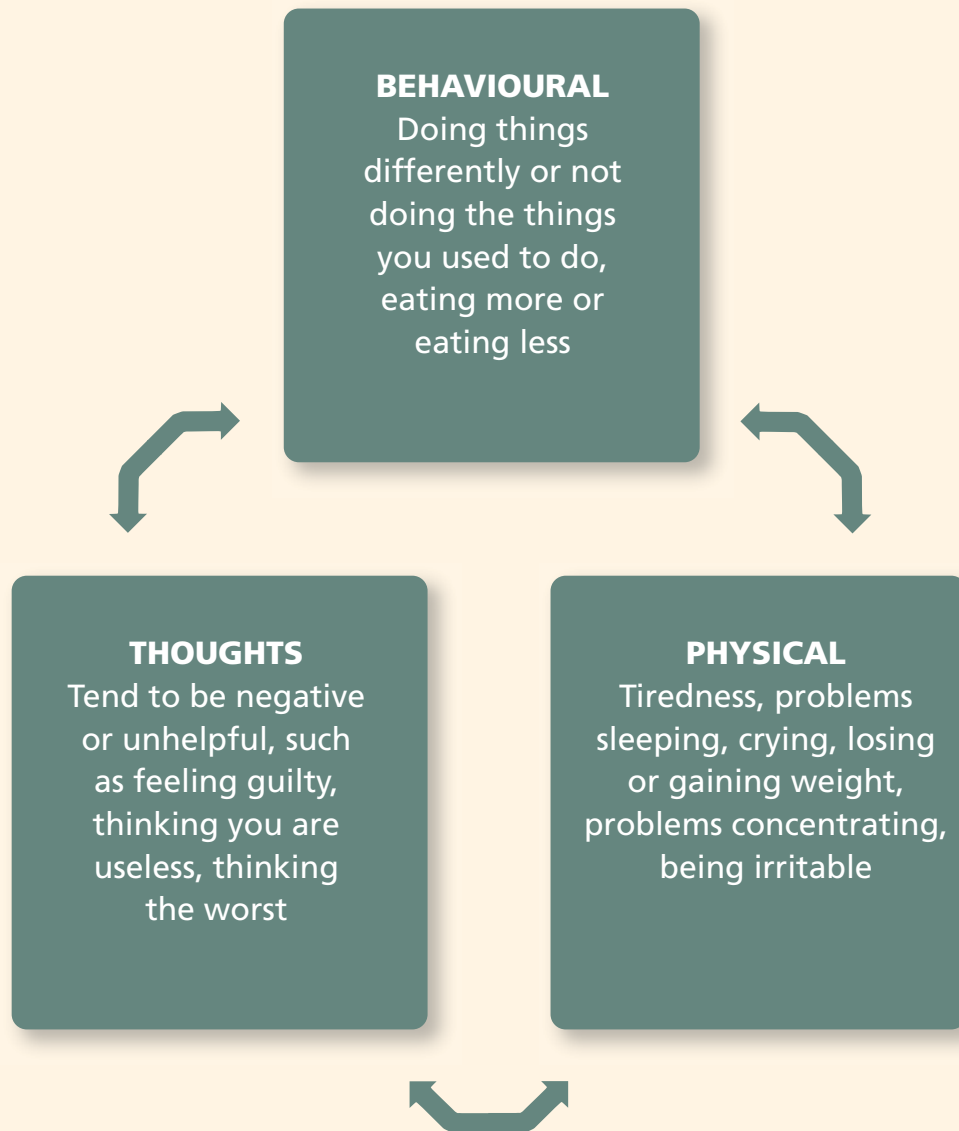 BEHAVIOURAL
Doing things
differently or not
doing the things
you used to do,
eating more or
eating less
THOUGHTS
Tend to be negative
or unhelpful, such
as feeling guilty,
thinking you are
useless, thinking
the worst
PHYSICAL
Tiredness, problems
sleeping, crying, losing
or gaining weight,
problems concentrating,
being irritable